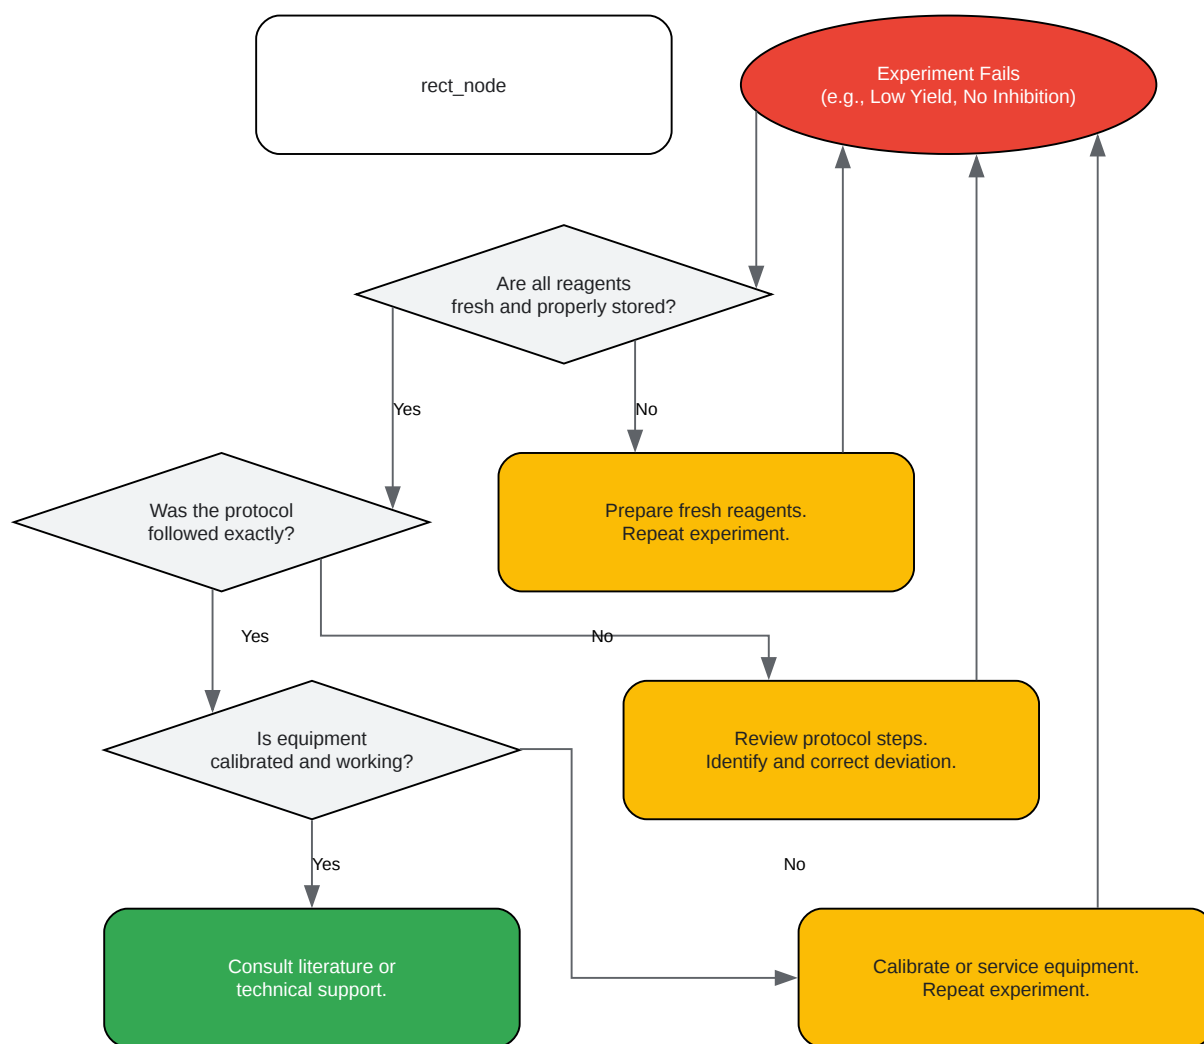 rect_node
Experiment Fails
(e.g., Low Yield, No Inhibition)
Are all reagents
fresh and properly stored?
Yes
No
Was the protocol
followed exactly?
Prepare fresh reagents.
Repeat experiment.
Yes
No
Is equipment
calibrated and working?
Review protocol steps.
Identify and correct deviation.
Yes
No
Consult literature or
technical support.
Calibrate or service equipment.
Repeat experiment.